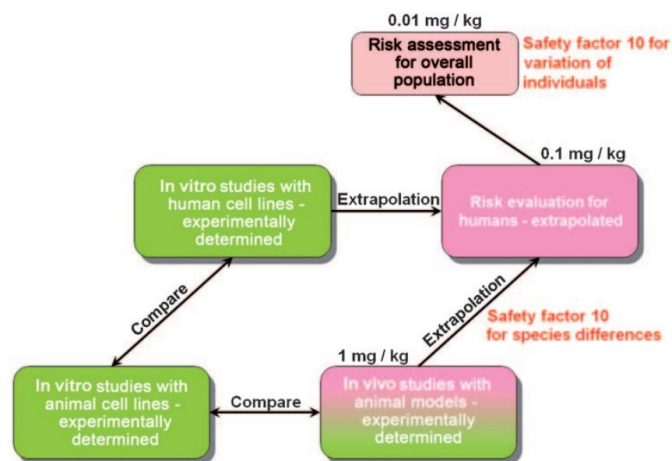 0.01 mg / kg
Risk assessment
for overall
population
Safety factor 10 for
variation of
individuals
0.1 mg / kg
In vitro studies with
human cell lines -
experimentally
determined
Extrapolation
Risk evaluation for
humans - extrapolated
Compare
Extrapolation
Safety factor 10
for species differences
1 mg / kg
In vitro studies with
animal cell lines -
experimentally
determined
Compare
In vivo studies with
animal models -
experimentally
determined